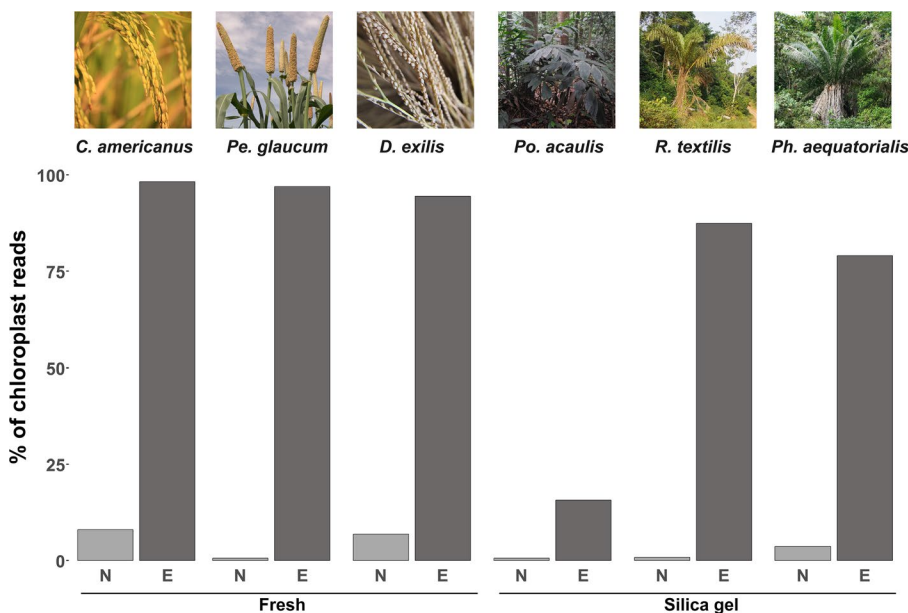 C. americanus Pe. glaucum D. exilis Po. acaulis R. textilis Ph. aequatorialis
% of chloroplast reads
100
75
50
25
0
N E N E N E N E N E N E
Fresh Silica gel